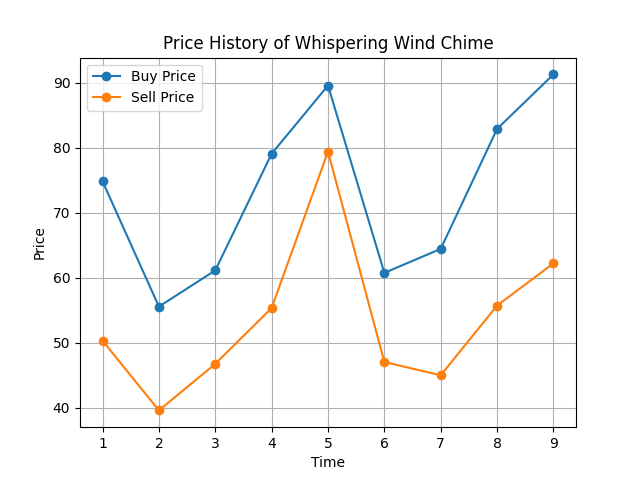 Price History of Whispering Wind Chime
Buy Price
Sell Price
90
80
70
60
50
40
Price
1 2 3 4 5 6 7 8 9
Time